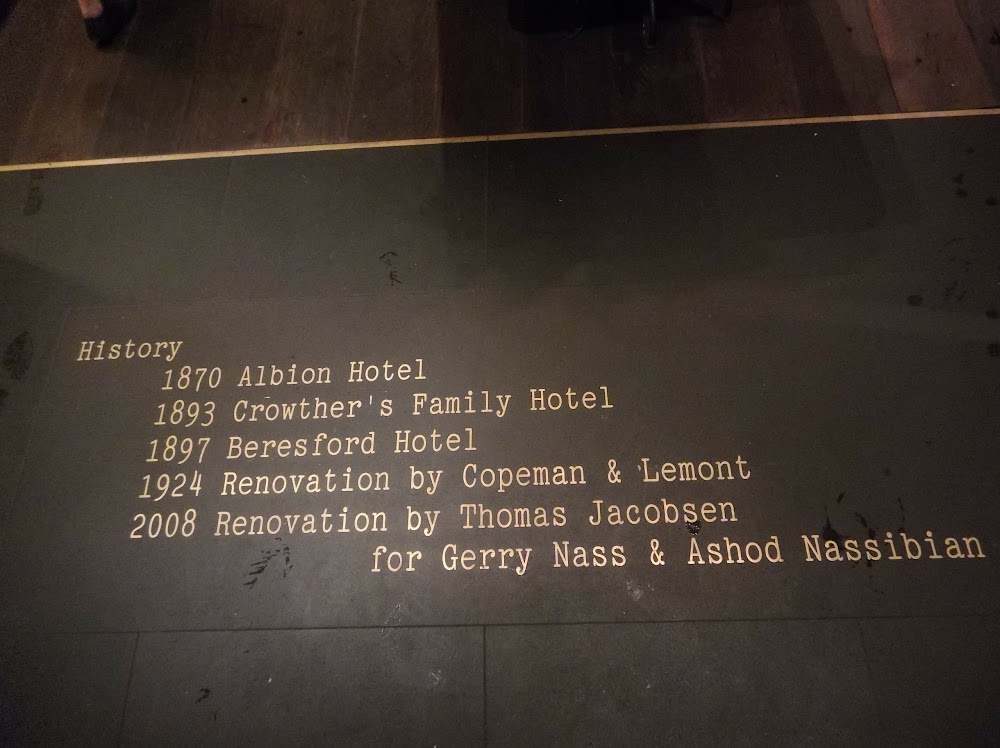 History
1870 Albion Hotel
1893 Crowther's Family Hotel
1897 Beresford Hotel
1924 Renovation by Copeman & Lemont
2008 Renovation by Thomas Jacobsen
for Gerry Nass & Ashod Nassibian